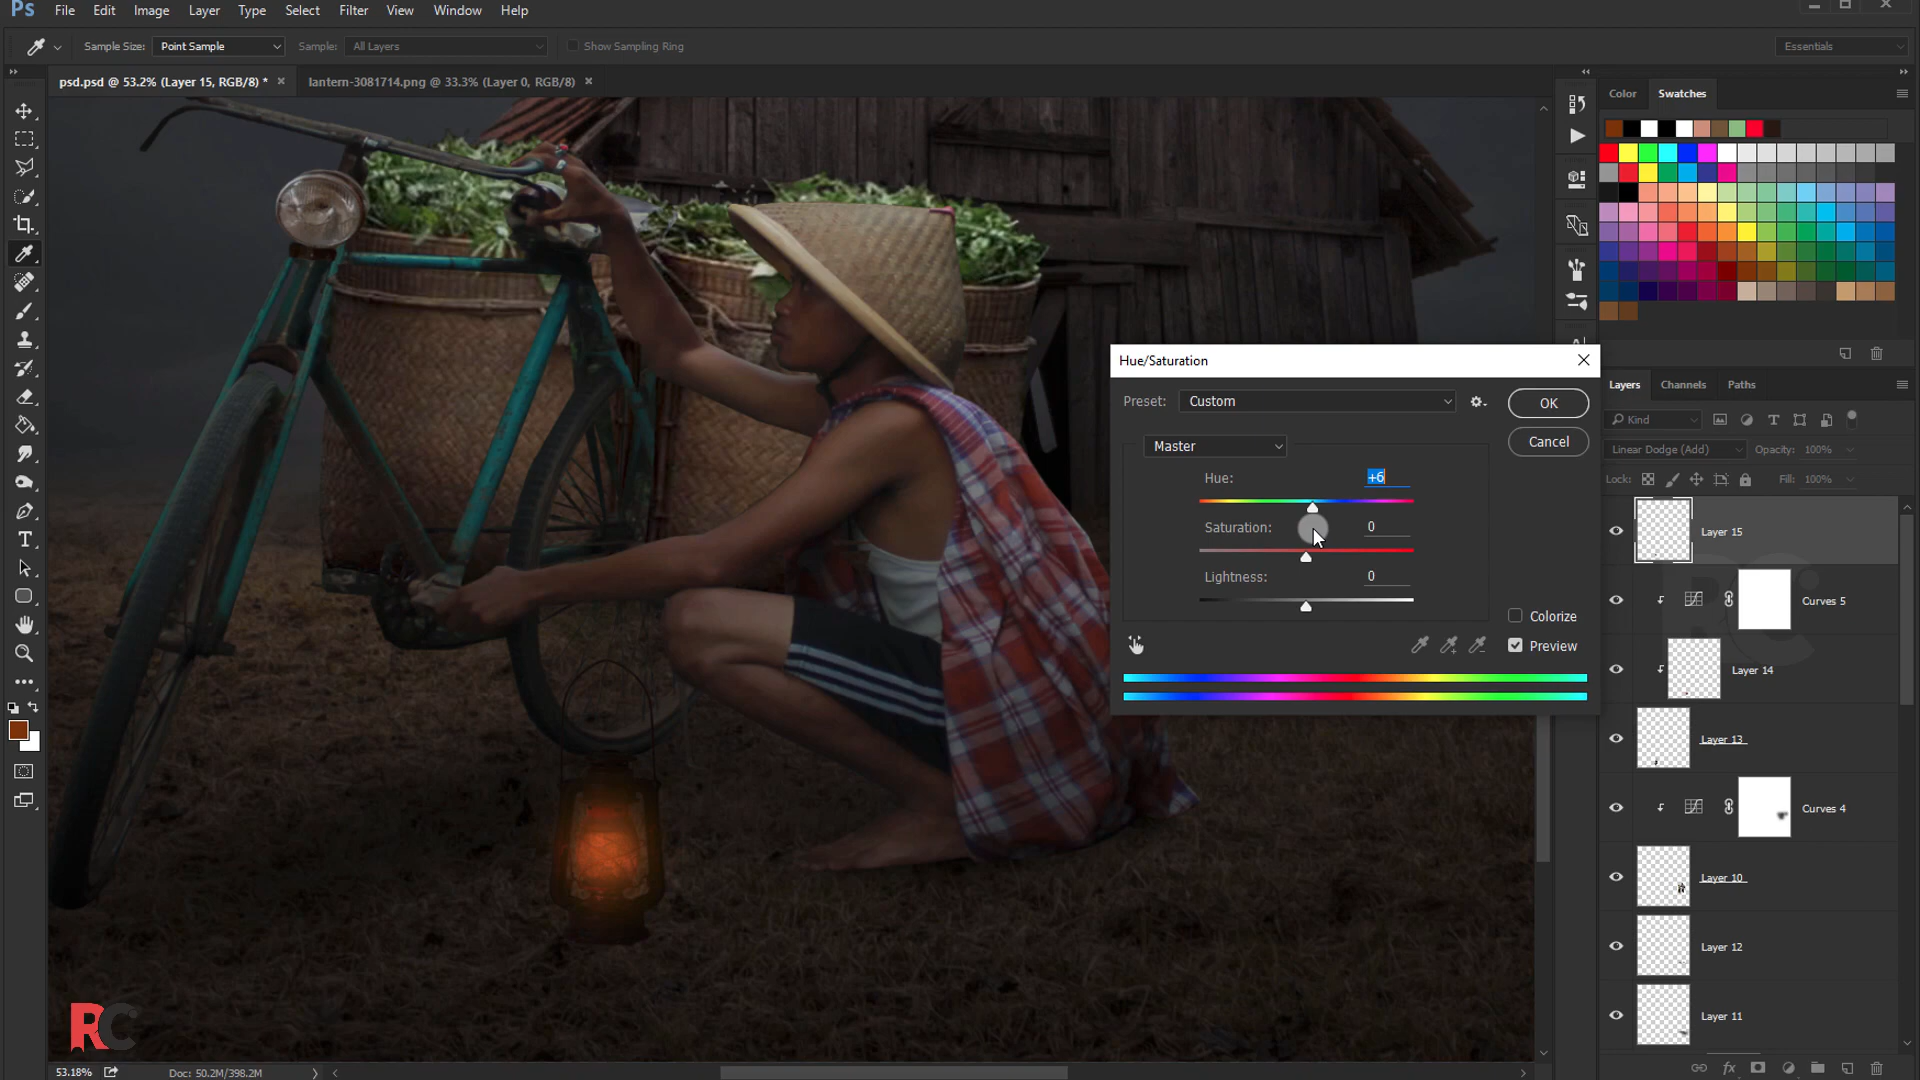 Ps File Edit Image Layer Type Select Filter View Window Help
Sample Size: Point Sample Sample: All Layers Show Sampling Ring Essentials
psd.psd @ 53.2% (Layer 15, RGB/8) * lantern-3081714.png @ 33.3% (Layer 0, RGB/8)
Color Swatches
Hue/Saturation
Preset: Custom OK
Master Cancel
Hue: +6
Saturation: 0
Lightness: 0
Colorize
Preview
Layers Channels Paths
Kind
Linear Dodge (Add) Opacity: 100%
Lock: Fill: 100%
Layer 15
Curves 5
Layer 14
Layer 13
Curves 4
Layer 10
Layer 12
Layer 11
RC
RC
53.18% Doc: 50.2M/398.2M